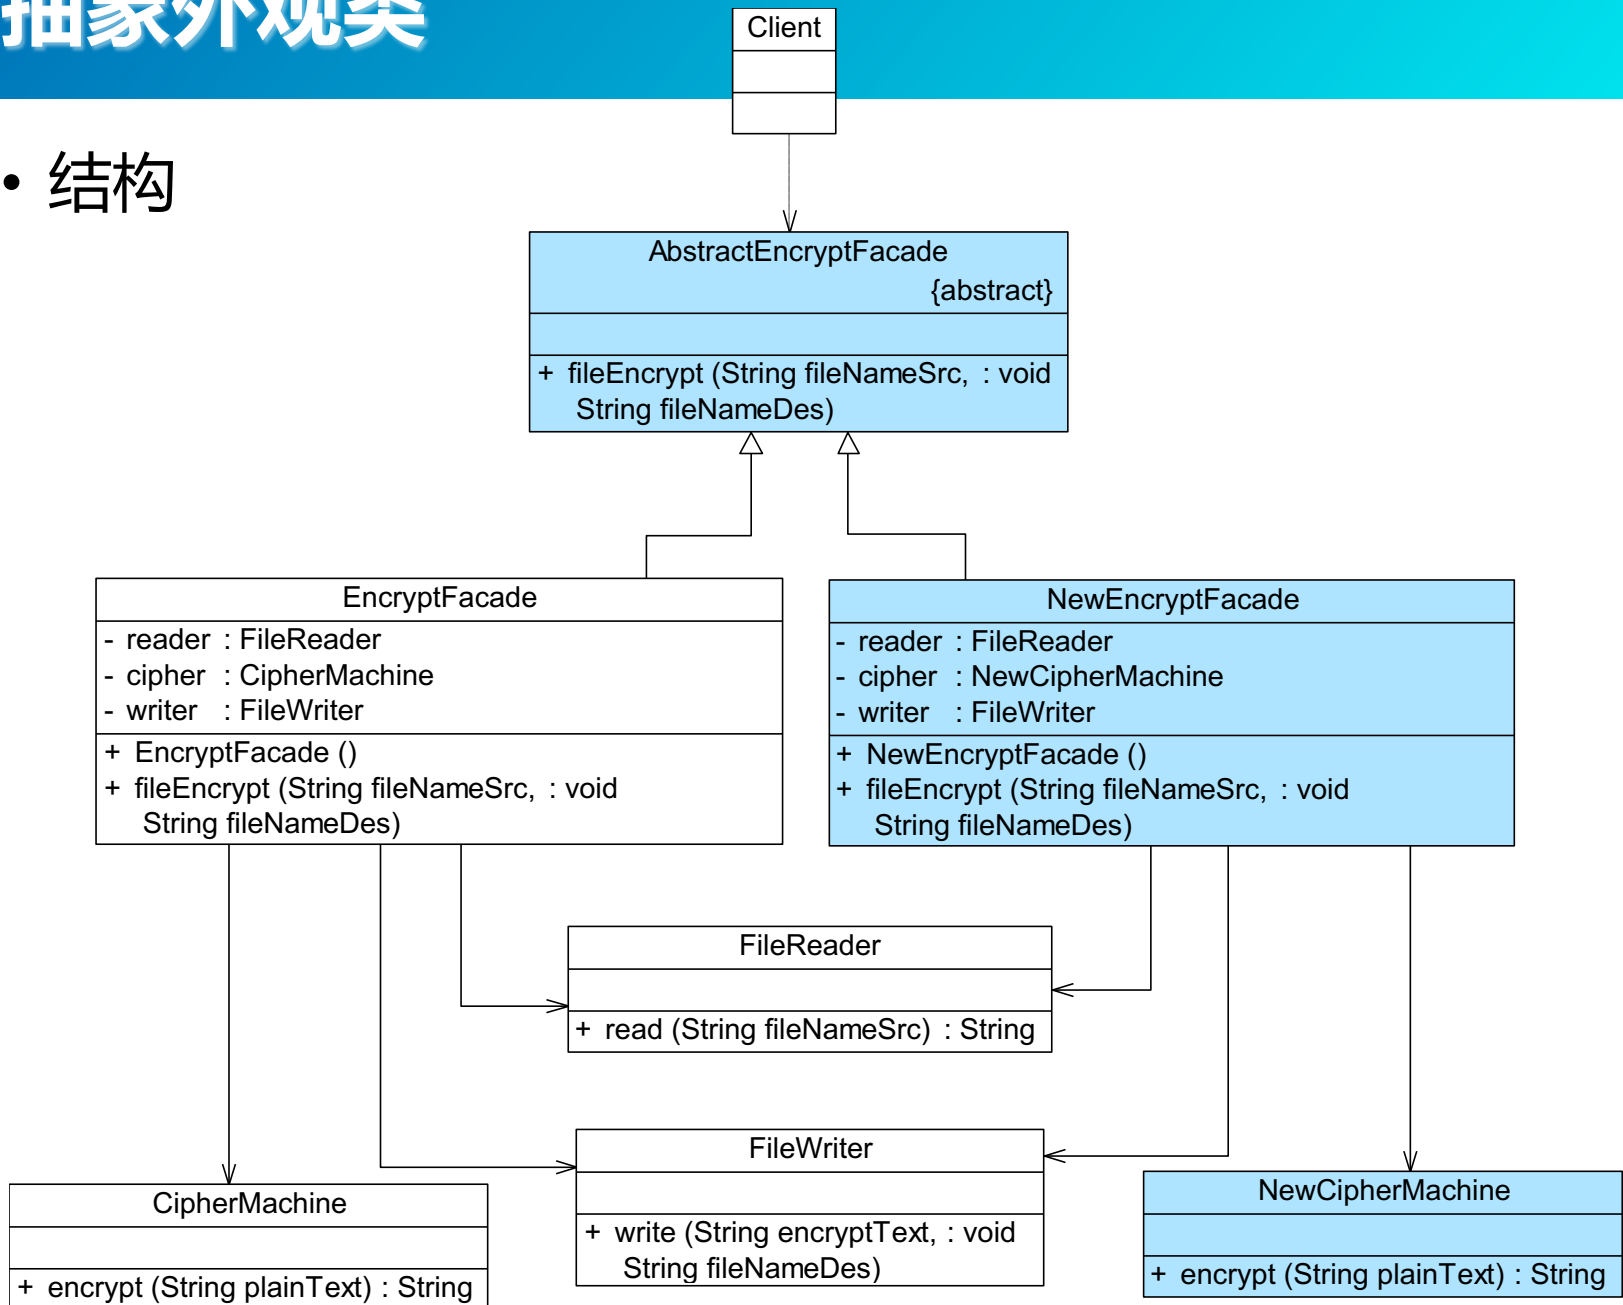 抽象外观类
Client
• 结构
AbstractEncryptFacade
{abstract}
+ fileEncrypt (String fileNameSrc, : void
String fileNameDes)
EncryptFacade
- reader : FileReader
- cipher : CipherMachine
- writer : FileWriter
+ EncryptFacade ()
+ fileEncrypt (String fileNameSrc, : void
String fileNameDes)
NewEncryptFacade
- reader : FileReader
- cipher : NewCipherMachine
- writer : FileWriter
+ NewEncryptFacade ()
+ fileEncrypt (String fileNameSrc, : void
String fileNameDes)
FileReader
+ read (String fileNameSrc) : String
FileWriter
+ write (String encryptText, : void
String fileNameDes)
CipherMachine
+ encrypt (String plainText) : String
NewCipherMachine
+ encrypt (String plainText) : String